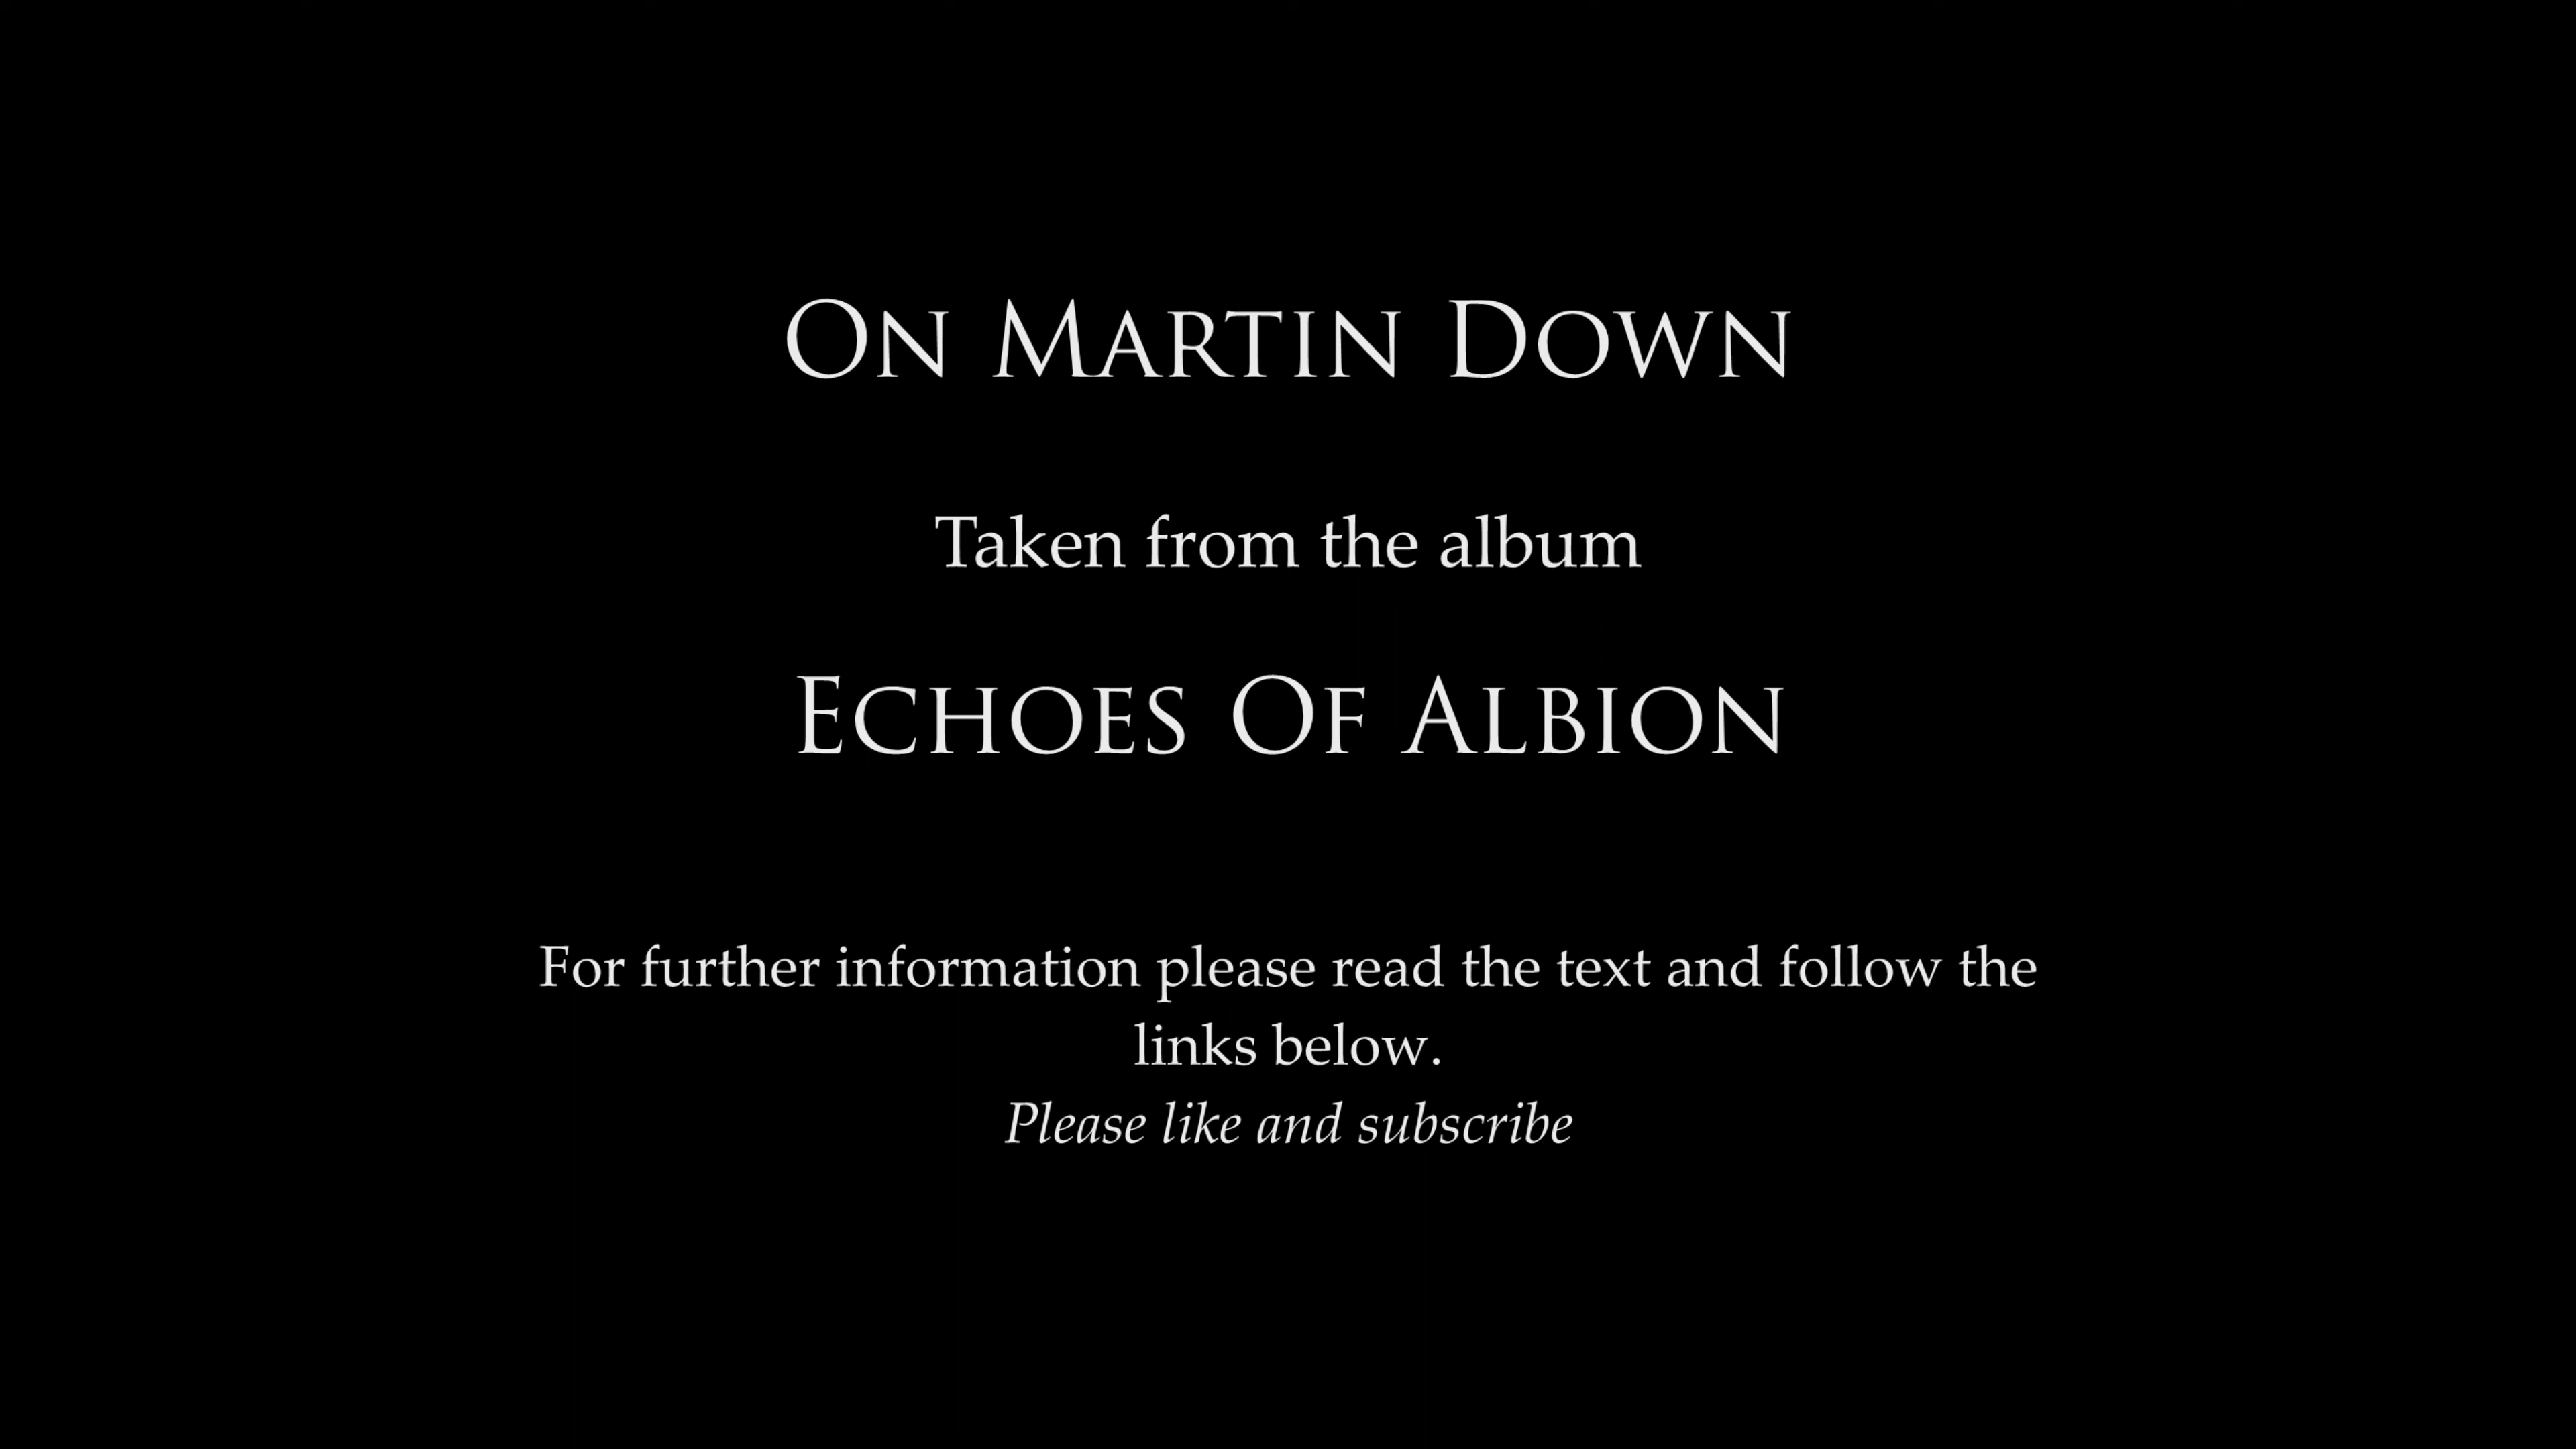 On Martin Down
Taken from the album
Echoes Of Albion
For further information please read the text and follow the
links below.
Please like and subscribe